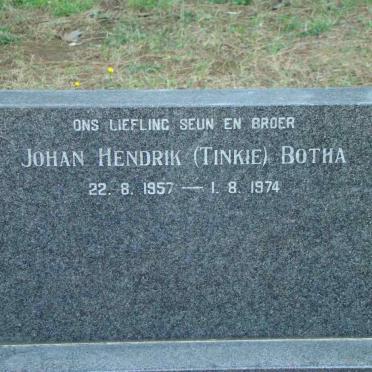 ONS LIEFLING SEUN EN BROER
JOHAN HENDRIK (TINKIE) BOTHA
22. 8. 1957 — 1. 8. 1974